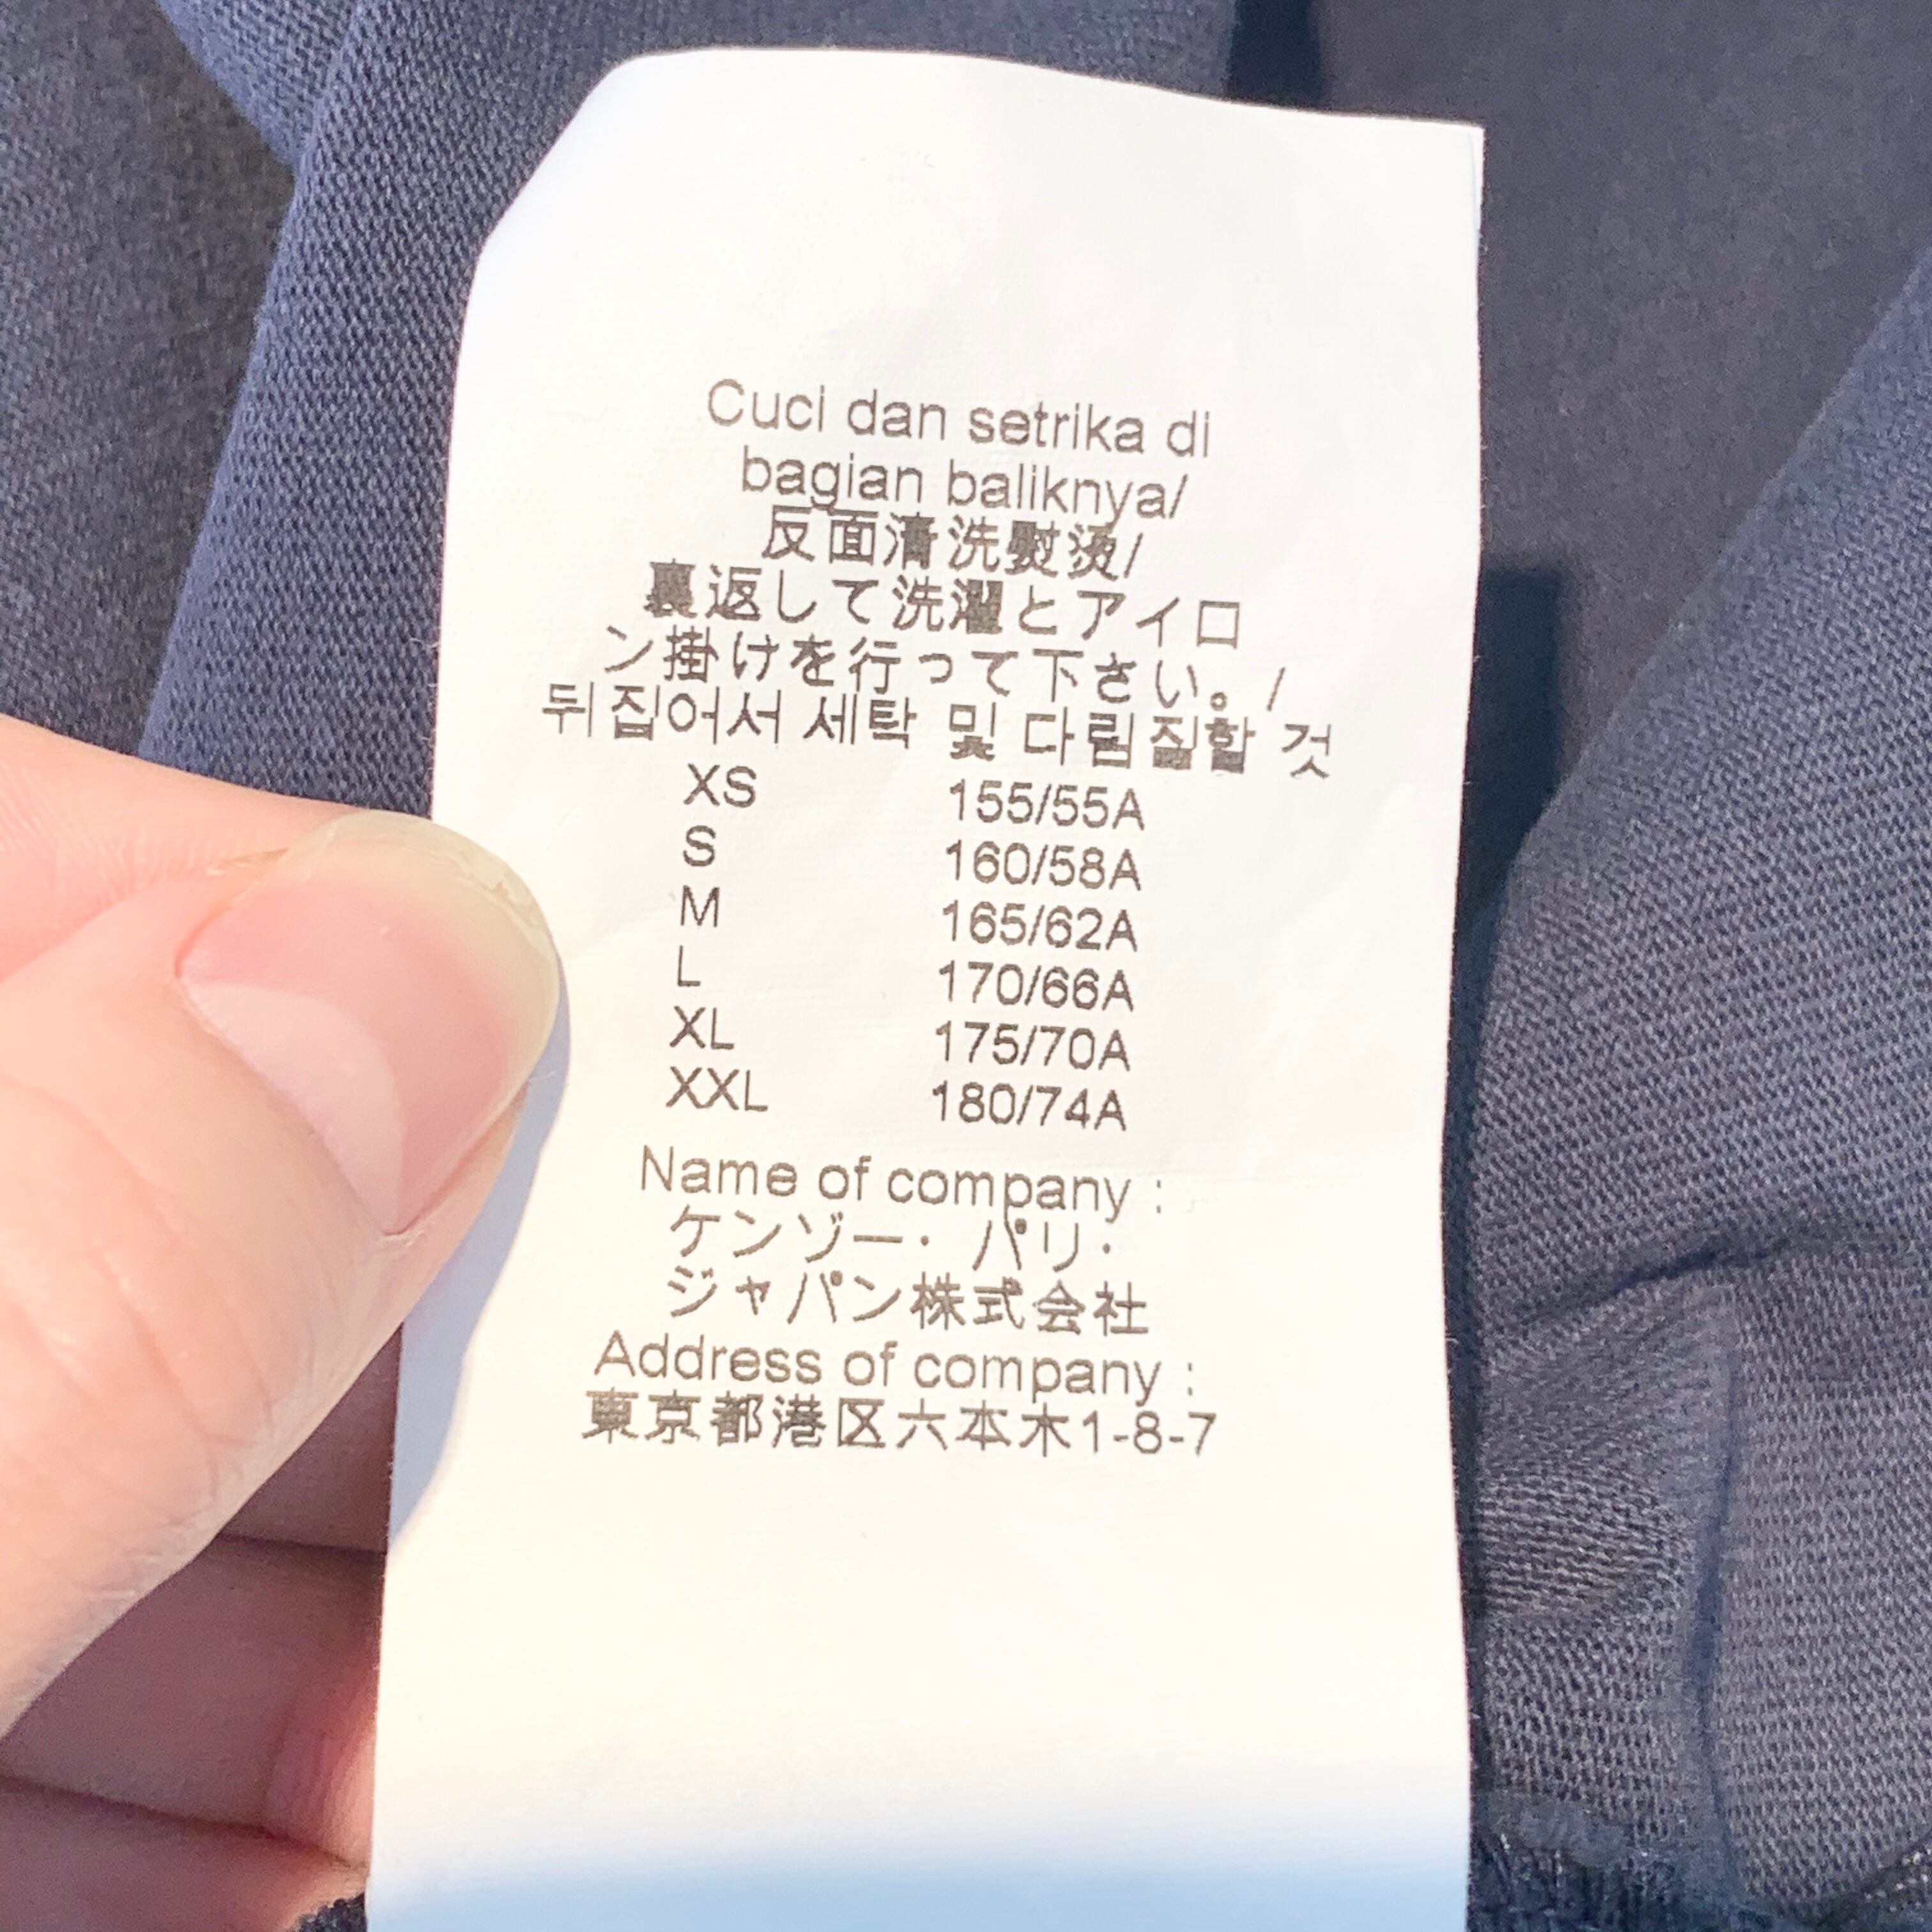 Cuci dan setrika di
bagian baliknya/
反面清洗熨烫/
裏返して洗濯とアイロ
ン掛けを行って下さい。/
뒤집어서 세탁 및 다림질할 것
XS 155/55A
S 160/58A
M 165/62A
L 170/66A
XL 175/70A
XXL 180/74A
Name of company :
ケンゾー・パリ・
ジャパン株式会社
Address of company :
東京都港区六本木1-8-7